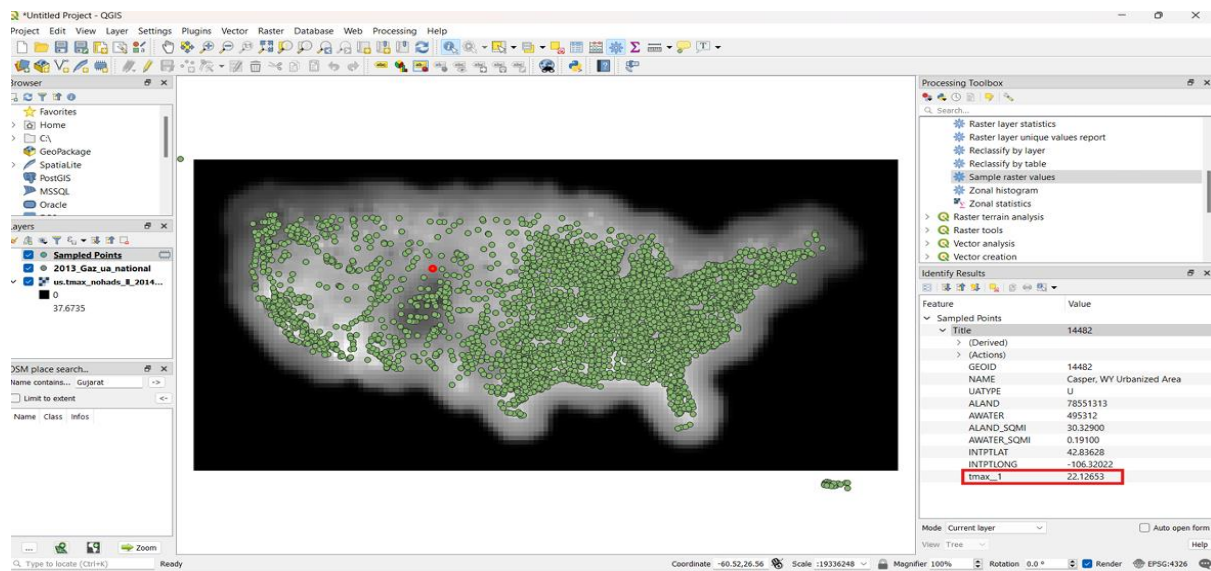 *Untitled Project - QGIS
Project Edit View Layer Settings Plugins Vector Raster Database Web Processing Help
Browser
Favorites
Home
C:\
GeoPackage
SpatiaLite
PostGIS
MSSQL
Oracle
Layers
Sampled Points
2013_Gaz_ua_national
us.tmax_nohads_ll_2014...
0
37.6735
OSM place search...
Name contains... Gujarat ->
Limit to extent <-
Name Class Infos
... Zoom
Processing Toolbox
Search...
Raster layer statistics
Raster layer unique values report
Reclassify by layer
Reclassify by table
Sample raster values
Zonal histogram
Zonal statistics
Raster terrain analysis
Raster tools
Vector analysis
Vector creation
Identify Results
Feature Value
Sampled Points
Title 14482
(Derived)
(Actions)
GEOID 14482
NAME Casper, WY Urbanized Area
UATYPE U
ALAND 78551313
AWATER 495312
ALAND_SQMI 30.32900
AWATER_SQMI 0.19100
INTPTLAT 42.83628
INTPTLONG -106.32022
tmax_1 22.12653
Mode Current layer Auto open form
View Tree Help
Type to locate (Ctrl+K) Ready Coordinate -60.52,26.56 Scale :19336248 Magnifier 100% Rotation 0.0 ° Render EPSG:4326